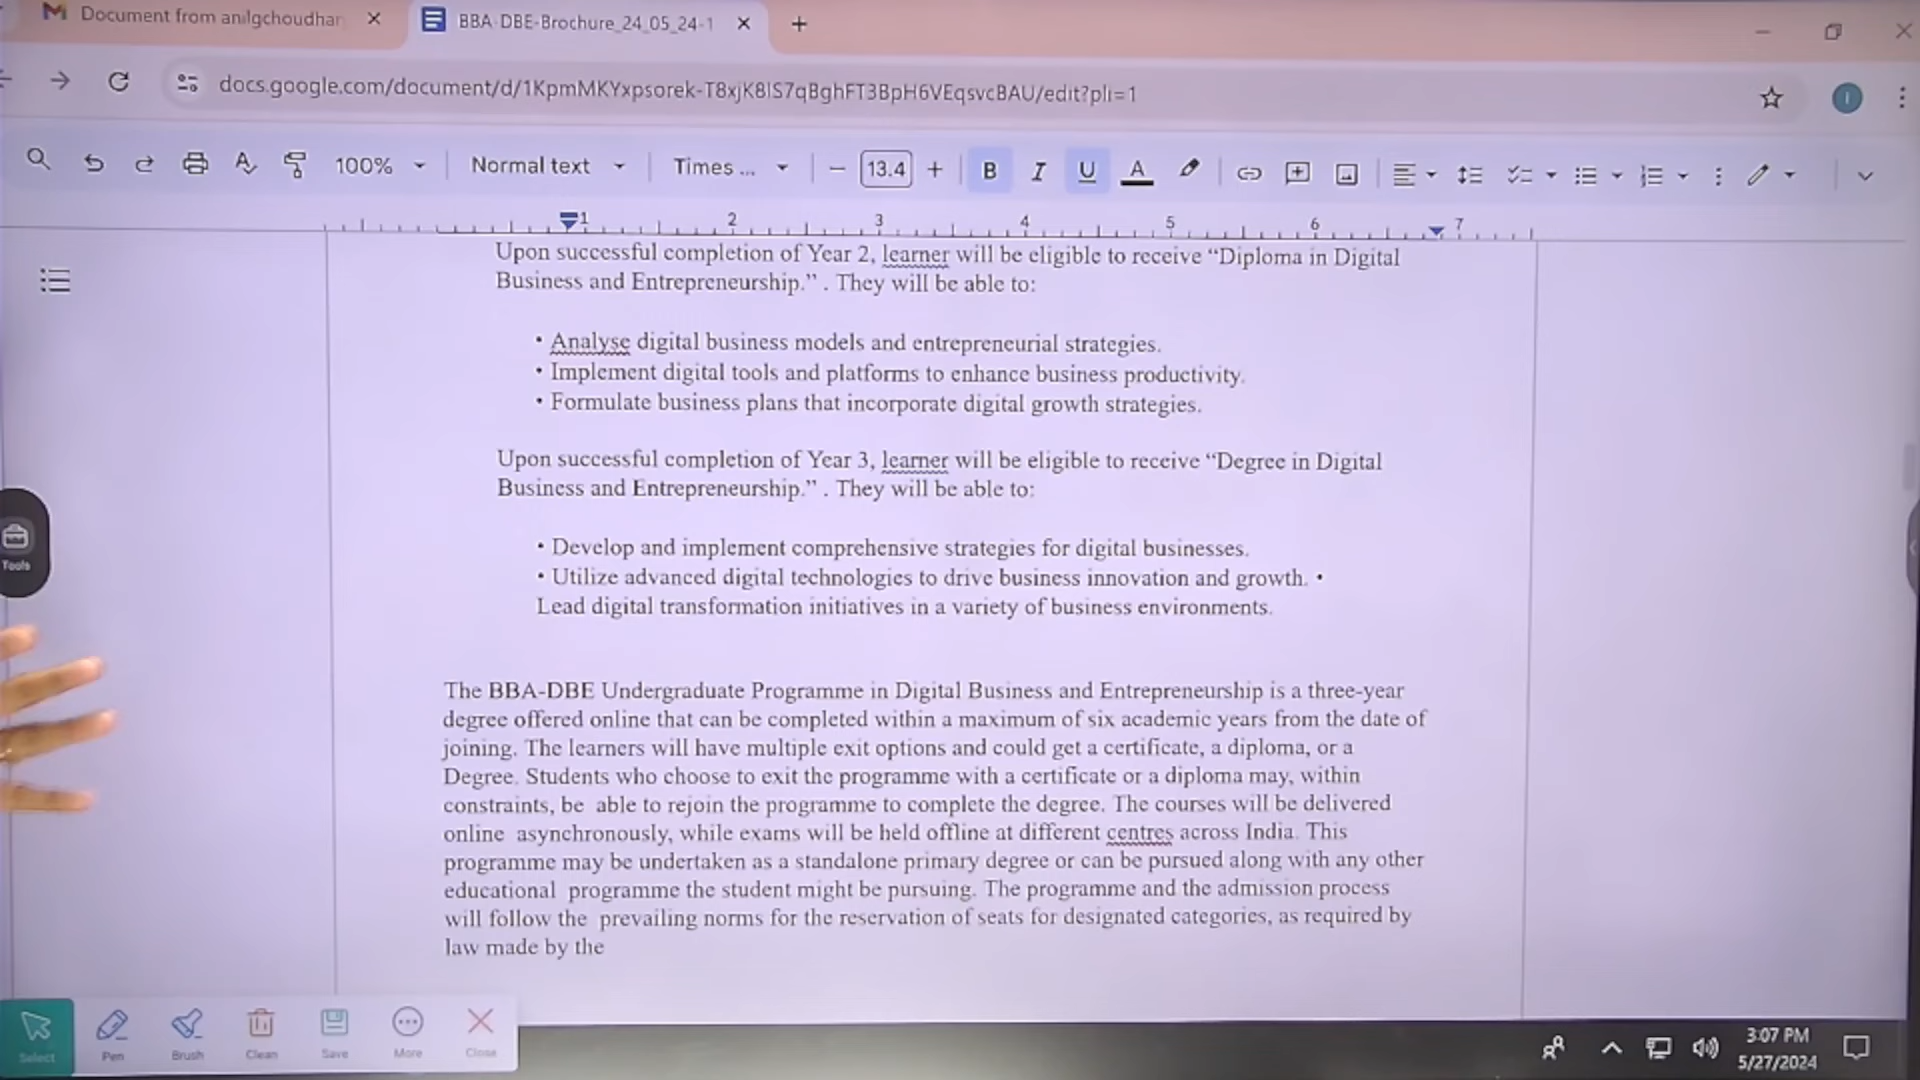 Document from anilgchoudhar
BBA-DBE-Brochure_24_05_24-1
docs.google.com/document/d/1KpmMKYxpsorek-T8xjK8IS7qBghFT3BpH6VEqsvcBAU/edit?pli=1
100% Normal text Times ... 13.4 B I U A
1 2 3 4 5 6 7
Upon successful completion of Year 2, learner will be eligible to receive “Diploma in Digital
Business and Entrepreneurship.” . They will be able to:
• Analyse digital business models and entrepreneurial strategies.
• Implement digital tools and platforms to enhance business productivity.
• Formulate business plans that incorporate digital growth strategies.
Upon successful completion of Year 3, learner will be eligible to receive “Degree in Digital
Business and Entrepreneurship.” . They will be able to:
• Develop and implement comprehensive strategies for digital businesses.
• Utilize advanced digital technologies to drive business innovation and growth. •
Lead digital transformation initiatives in a variety of business environments.
Tools
The BBA-DBE Undergraduate Programme in Digital Business and Entrepreneurship is a three-year
degree offered online that can be completed within a maximum of six academic years from the date of
joining. The learners will have multiple exit options and could get a certificate, a diploma, or a
Degree. Students who choose to exit the programme with a certificate or a diploma may, within
constraints, be able to rejoin the programme to complete the degree. The courses will be delivered
online asynchronously, while exams will be held offline at different centres across India. This
programme may be undertaken as a standalone primary degree or can be pursued along with any other
educational programme the student might be pursuing. The programme and the admission process
will follow the prevailing norms for the reservation of seats for designated categories, as required by
law made by the
Select Pen Brush Clean Save More Close
3:07 PM
5/27/2024